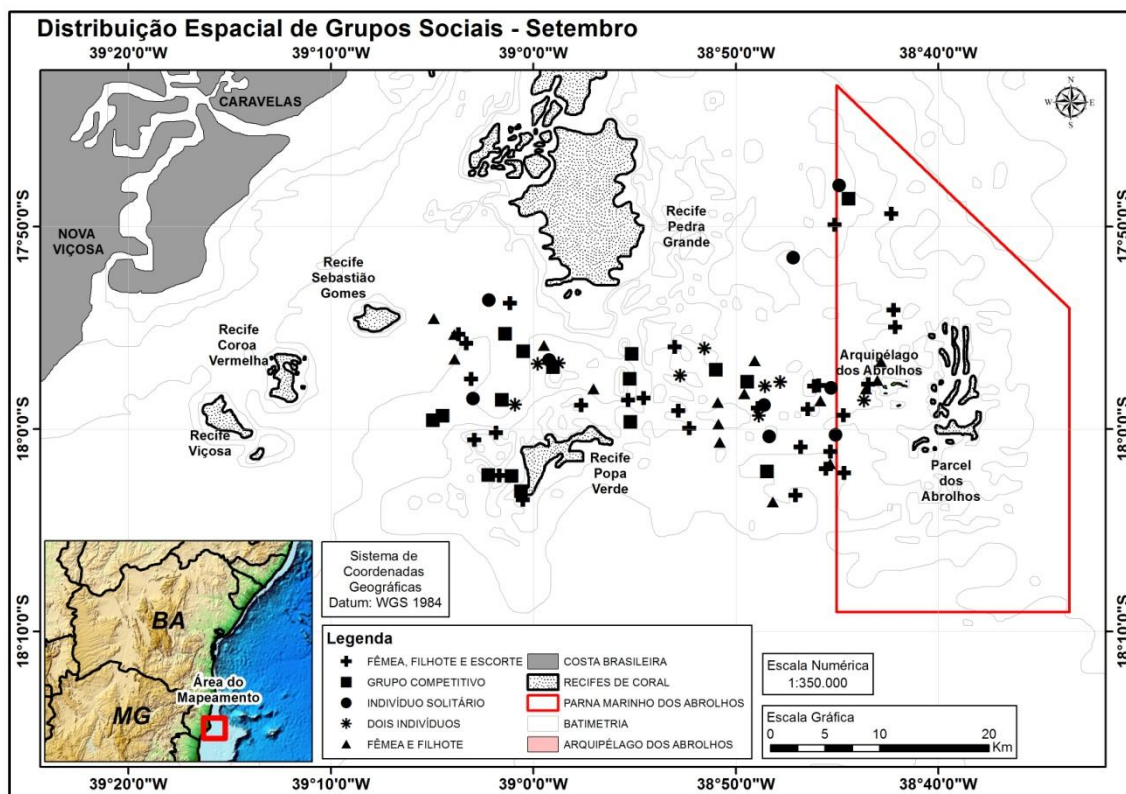 Distribuição Espacial de Grupos Sociais - Setembro
39°20'0"W 39°10'0"W 39°0'0"W 38°50'0"W 38°40'0"W
CARAVELAS
N
W E
S
17°50'0"S
17°50'0"S
NOVA
VIÇOSA
Recife
Pedra
Grande
Recife
Sebastião
Gomes
Recife
Coroa
Vermelha
Arquipélago
dos Abrolhos
18°0'0"S
18°0'0"S
Recife
Viçosa
Recife
Popa
Verde
Parcel
dos
Abrolhos
Sistema de
Coordenadas
Geográficas
Datum: WGS 1984
BA
MG
Área do
Mapeamento
18°10'0"S
18°10'0"S
Legenda
FÊMEA, FILHOTE E ESCORTE
GRUPO COMPETITIVO
INDIVÍDUO SOLITÁRIO
DOIS INDIVÍDUOS
FÊMEA E FILHOTE
COSTA BRASILEIRA
RECIFES DE CORAL
PARNA MARINHO DOS ABROLHOS
BATIMETRIA
ARQUIPÉLAGO DOS ABROLHOS
Escala Numérica
1:350.000
Escala Gráfica
0 5 10 20
Km
39°20'0"W 39°10'0"W 39°0'0"W 38°50'0"W 38°40'0"W